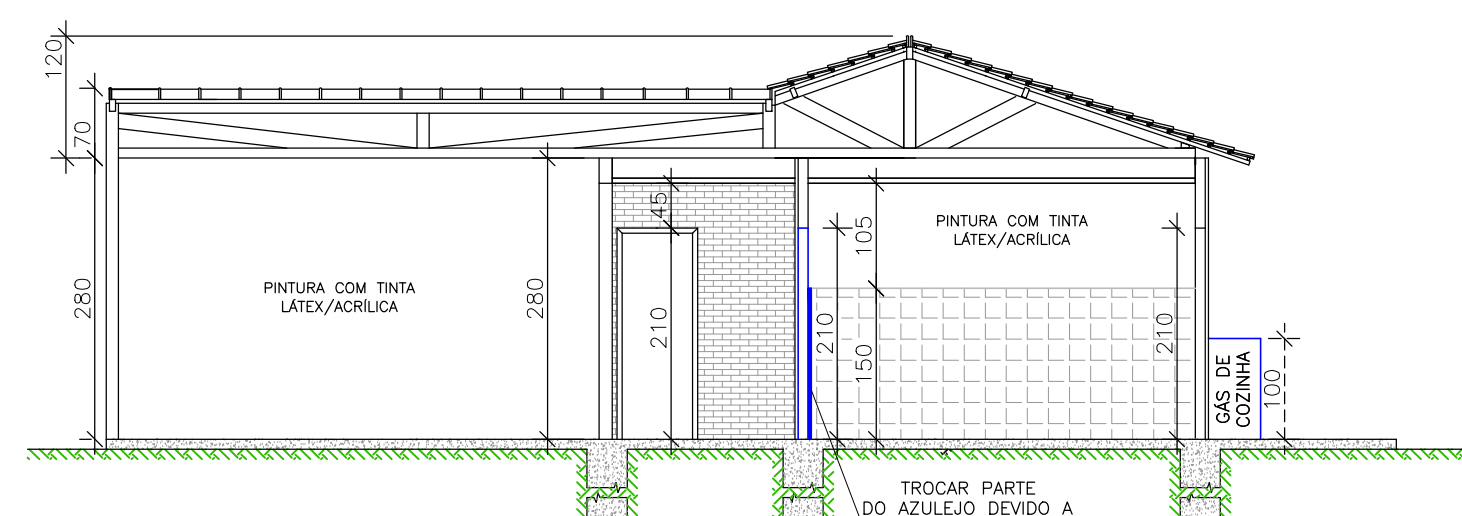 120
70
280
PINTURA COM TINTA
LÁTEX/ACRÍLICA
280
45
210
210
105
150
PINTURA COM TINTA
LÁTEX/ACRÍLICA
210
GÁS DE
COZINHA
100
TROCAR PARTE
DO AZULEJO DEVIDO A